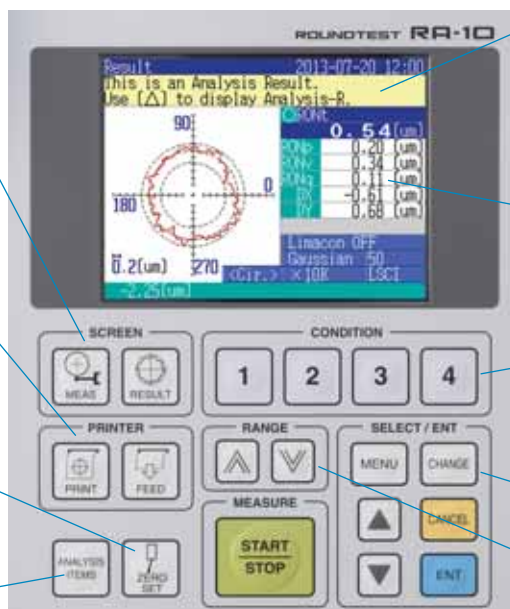 ROUNDTEST RA-10
Result 2013-07-20 12:00
This is an Analysis Result.
Use [△] to display Analysis-R.
RONt
0.54(um)
RONp 0.20 (um)
RONv 0.34 (um)
RONq 0.11 (um)
-0.61 (um)
0.68 (um)
90
180
0
270
0.2(um)
Limacon OFF
Gaussian 50
<Cir.> ×10K LSCI
-2.25(um)
SCREEN
MEAS
RESULT
CONDITION
1
2
3
4
PRINTER
PRINT
FEED
RANGE
SELECT / ENT
MENU
CHANGE
MEASURE
START
STOP
CANCEL
ENT
ANALYSIS
ITEMS
ZERO
SET